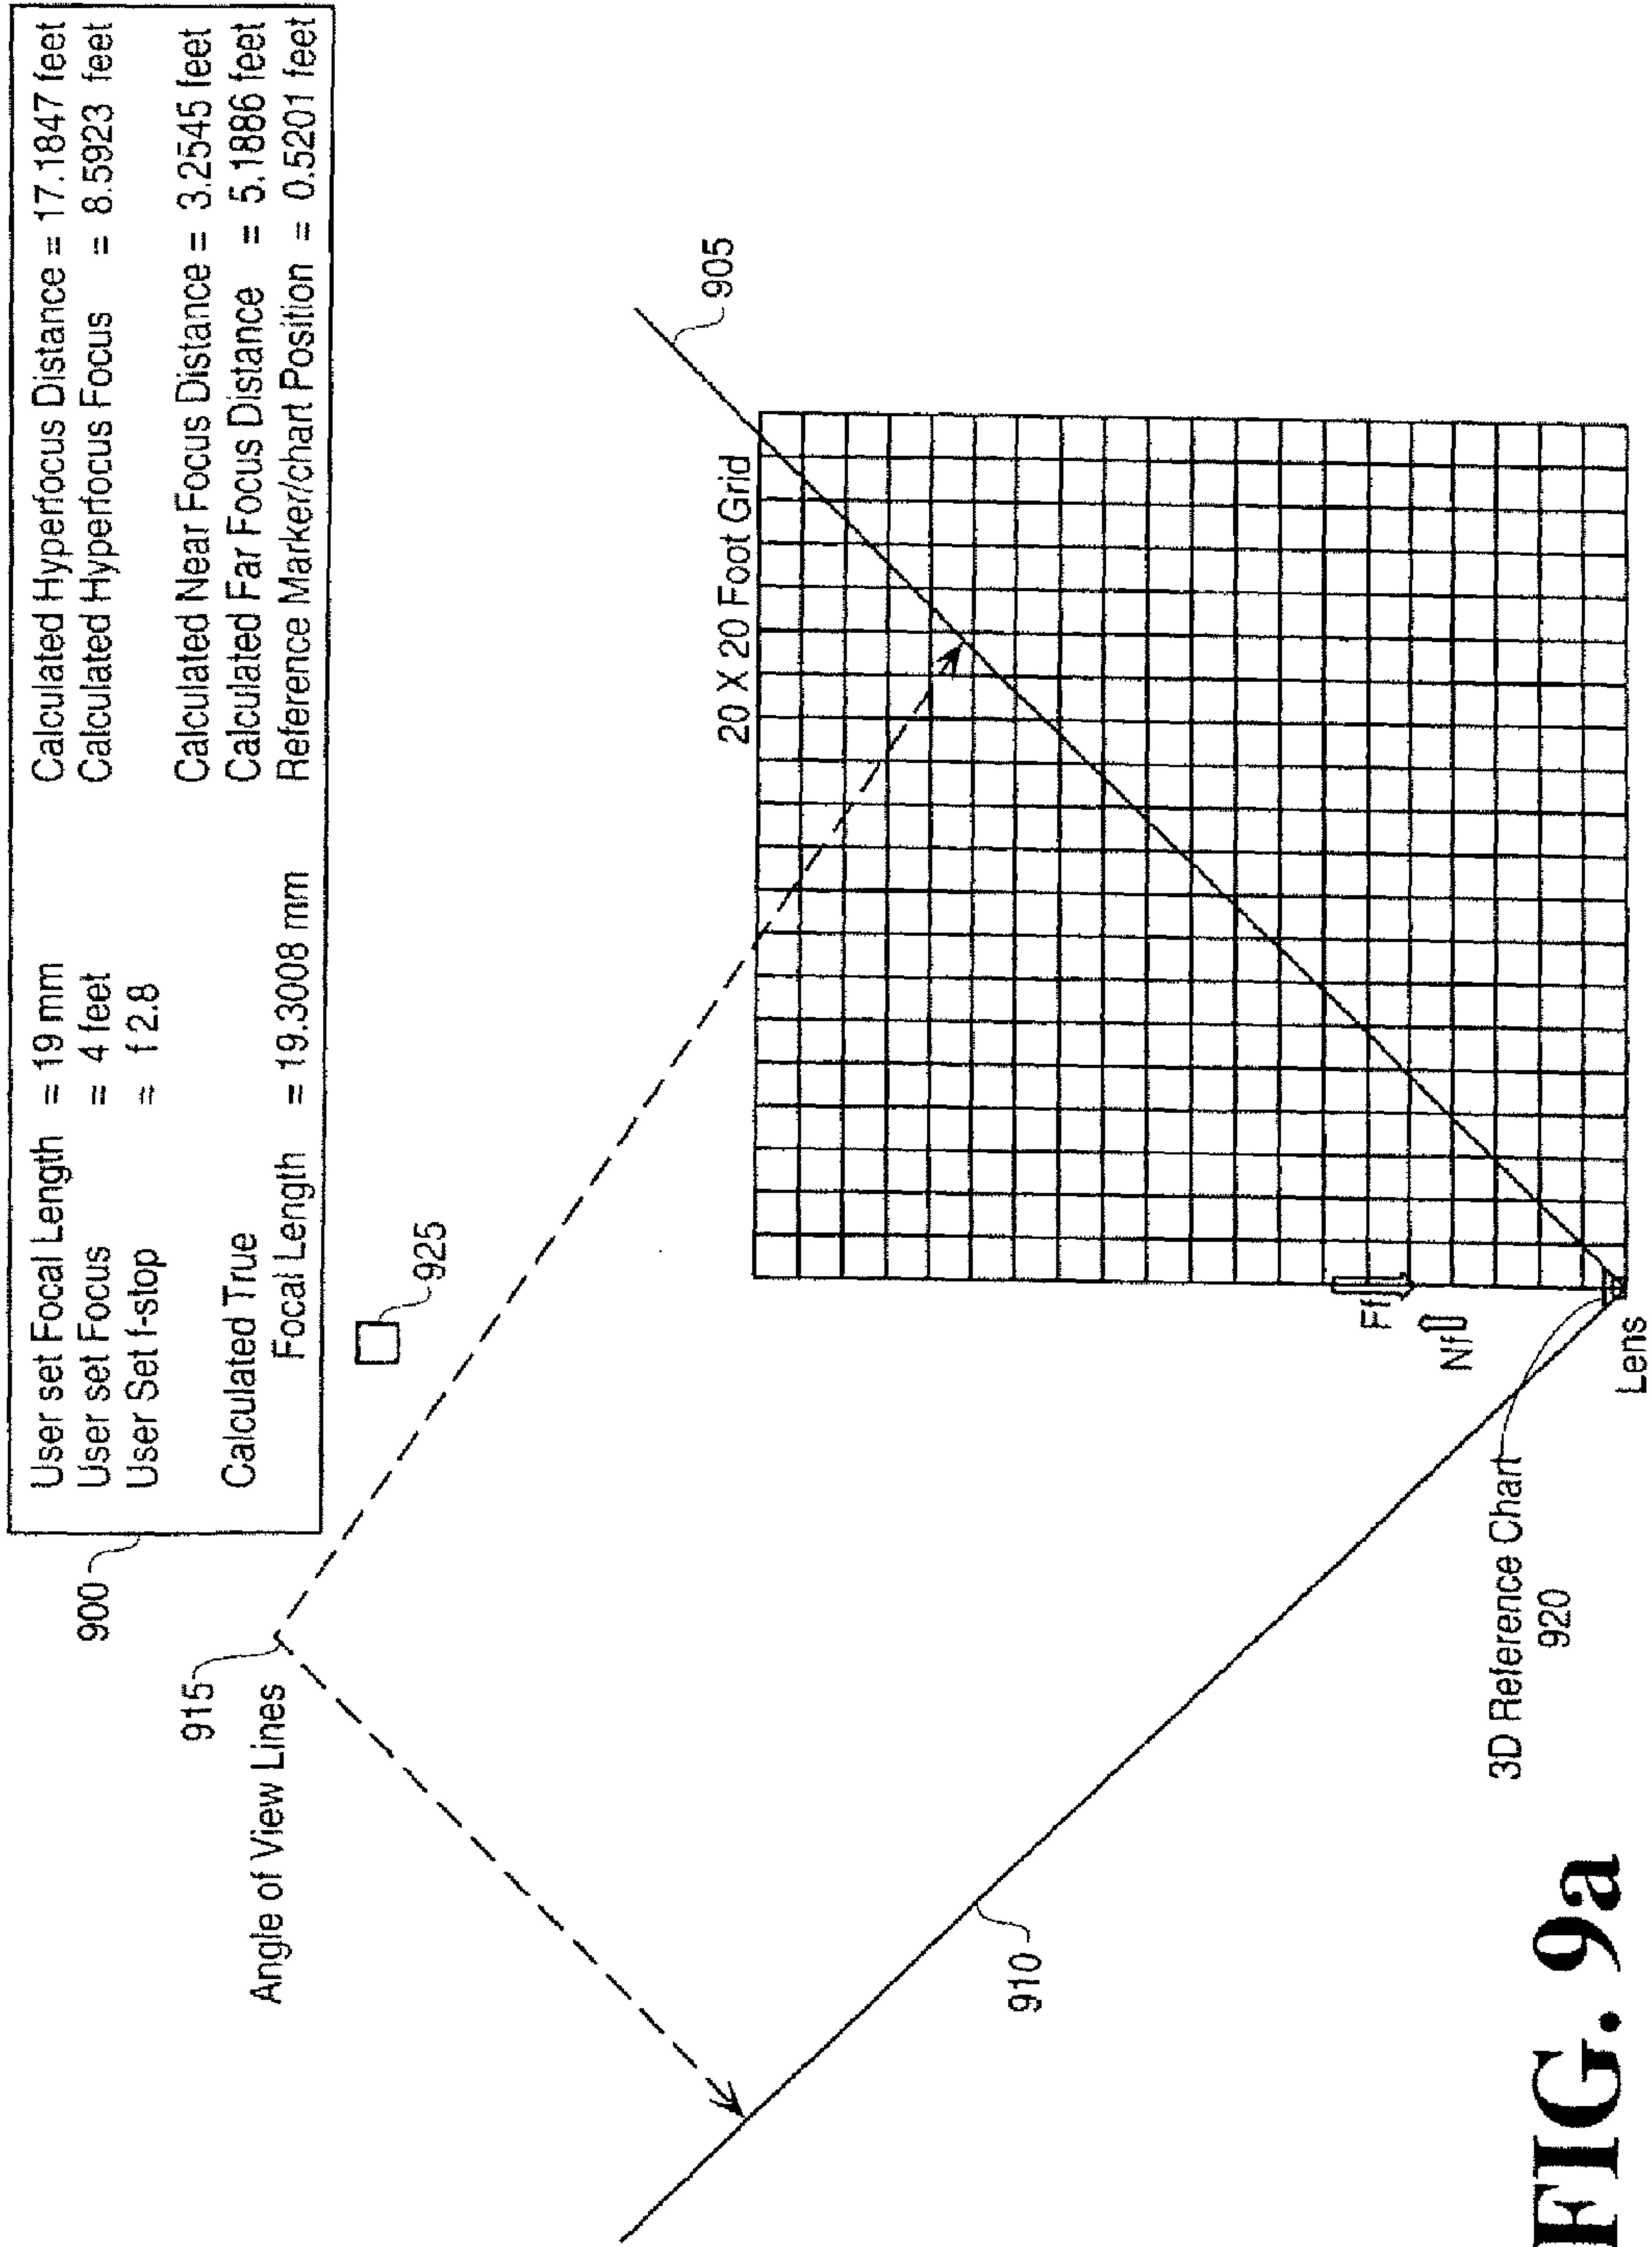 User set Focal Length = 19 mm
User set Focus = 4 feet
User Set f-stop = f 2.8
Calculated True
Focal Length = 19.3008 mm
Calculated Hyperfocus Distance = 17.1847 feet
Calculated Hyperfocus Focus = 8.5923 feet
Calculated Near Focus Distance = 3.2545 feet
Calculated Far Focus Distance = 5.1886 feet
Reference Marker/chart Position = 0.5201 feet
900
915
Angle of View Lines
925
905
20 X 20 Foot Grid
910
Ff
Nf
3D Reference Chart
920
Lens
FIG. 9a